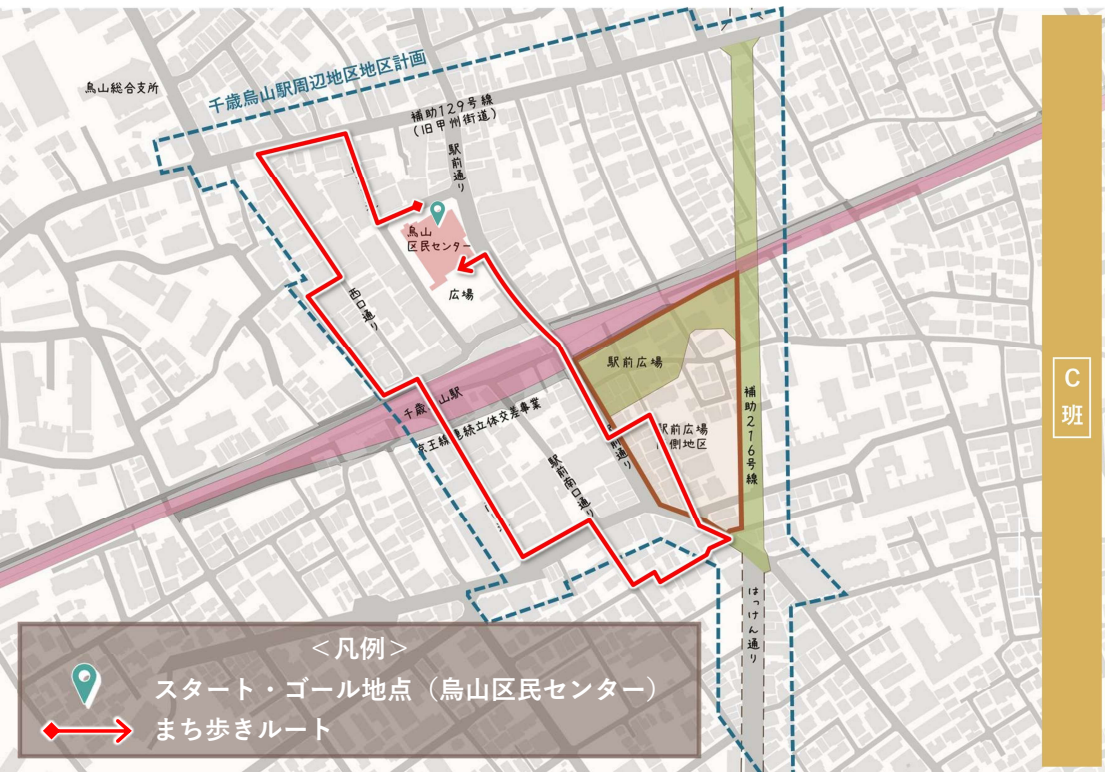 烏山総合支所
千歳烏山駅周辺地区地区計画
補助129号線
(旧甲州街道)
駅前通り
烏山
区民センター
広場
西口通り
駅前広場
補助216号線
駅前広場
側地区
千歳
山駅
京王線連続立体交差事業
前通り
駅前南口通り
はっけん通り
C
班
<凡例>
スタート・ゴール地点(烏山区民センター)
まち歩きルート